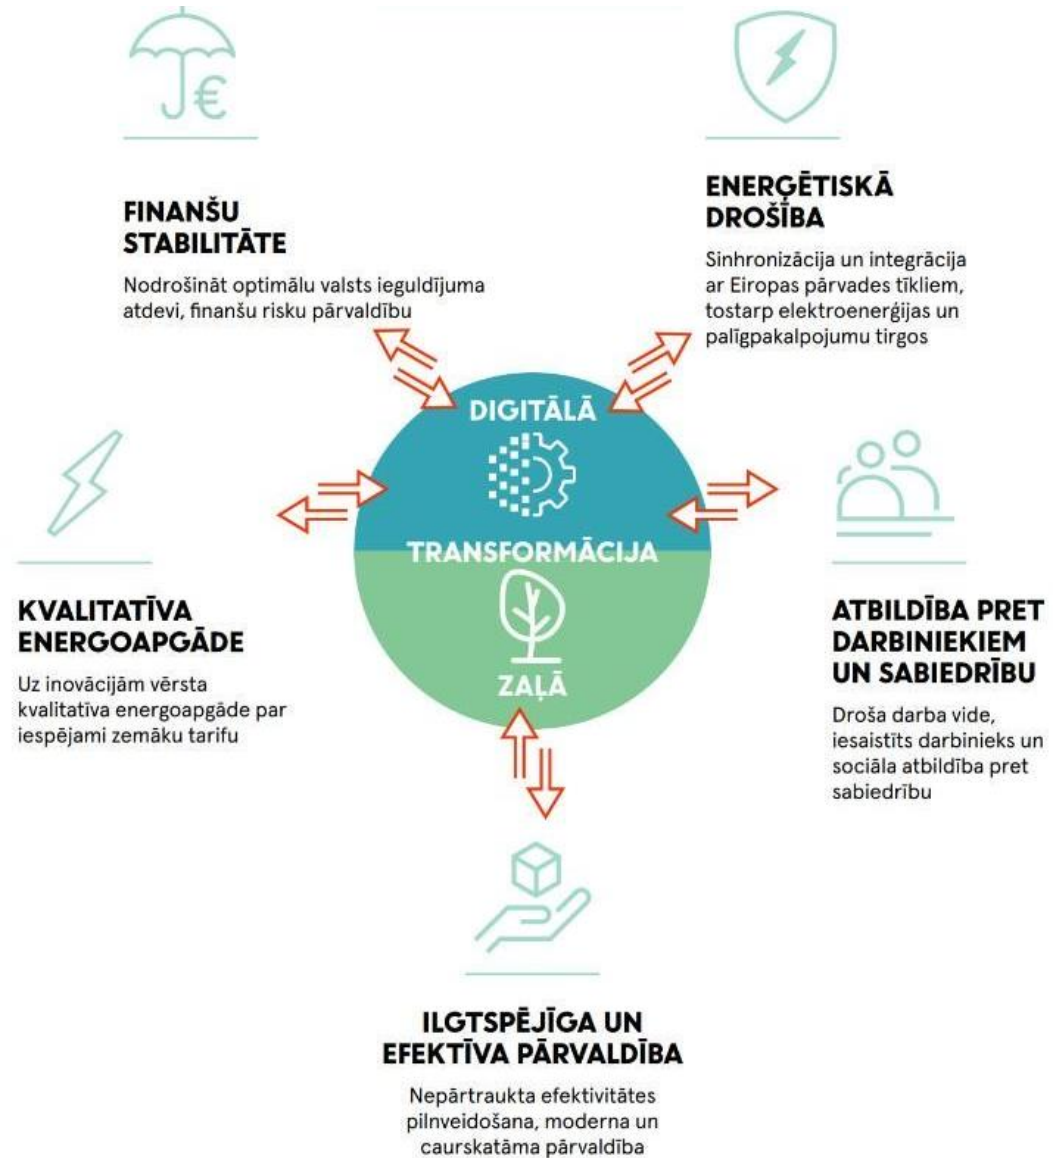 €
FINANŠU
STABILITĀTE
Nodrošināt optimālu valsts ieguldījuma
atdevi, finanšu risku pārvaldību
ENERĢĒTISKĀ
DROŠĪBA
Sinhronizācija un integrācija
ar Eiropas pārvades tīkliem,
tostarp elektroenerģijas un
palīgpakalpojumu tirgos
DIGITĀLĀ
TRANSFORMĀCIJA
ZAĻĀ
KVALITATĪVA
ENERGOAPGĀDE
Uz inovācijām vērsta
kvalitatīva energoapgāde par
iespējami zemāku tarifu
ATBILDĪBA PRET
DARBINIEKIEM
UN SABIEDRĪBU
Droša darba vide,
iesaistīts darbinieks un
sociāla atbildība pret
sabiedrību
ILGTSPĒJĪGA UN
EFEKTĪVA PĀRVALDĪBA
Nepārtraukta efektivitātes
pilnveidošana, moderna un
caurskatāma pārvaldība